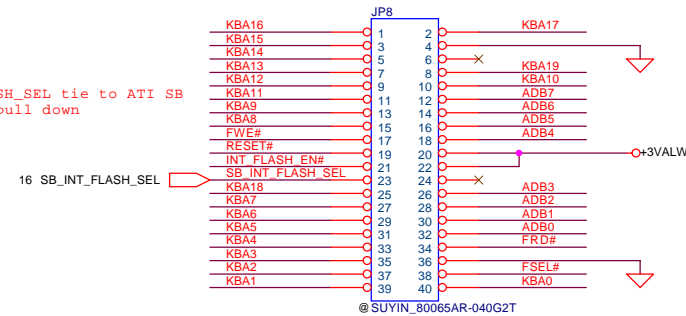 JP8
KBA16 1 2 KBA17
KBA15 3 4
KBA14 5 6
KBA13 7 8 KBA19
KBA12 9 10 KBA10
KBA11 11 12 ADB7
KBA9 13 14 ADB6
KBA8 15 16 ADB5
FWE# 17 18 ADB4
RESET# 19 20 +3VALW
INT_FLASH_EN# 21 22
16 SB_INT_FLASH_SEL SB_INT_FLASH_SEL 23 24
KBA18 25 26 ADB3
KBA7 27 28 ADB2
KBA6 29 30 ADB1
KBA5 31 32 ADB0
KBA4 33 34 FRD#
KBA3 35 36
KBA2 37 38 FSEL#
KBA1 39 40 KBA0
@SUYIN_80065AR-040G2T
SH_SEL tie to ATI SB
pull down